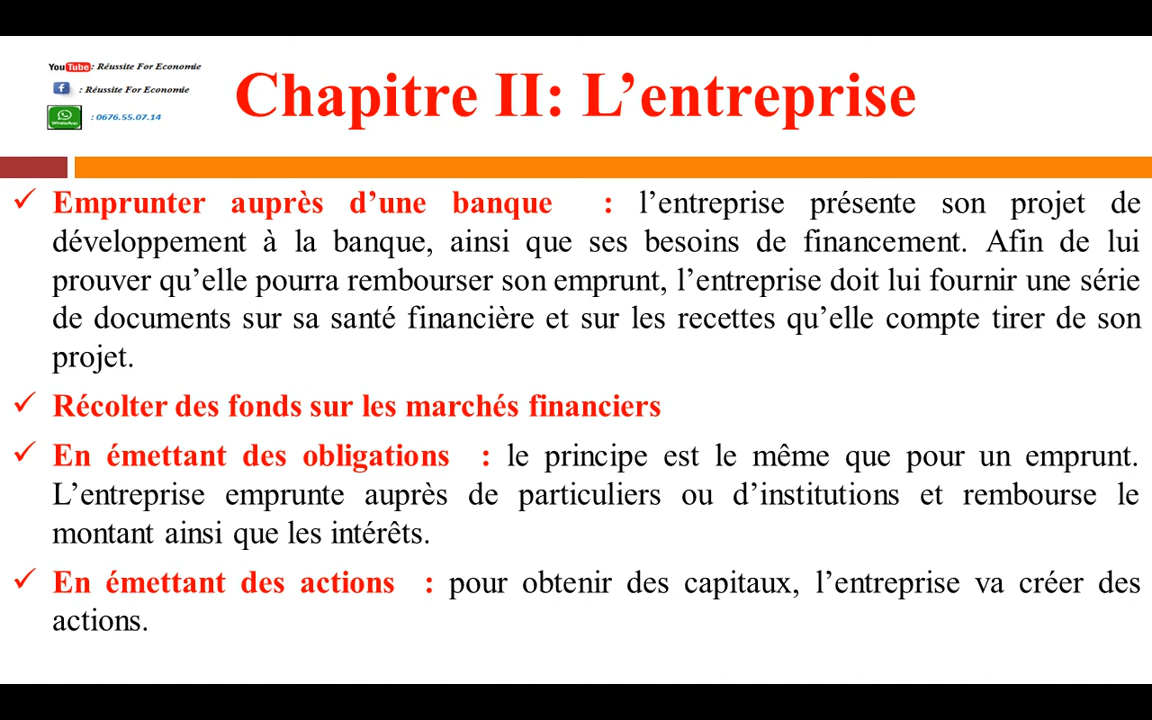 YouTube : Réussite For Economie
: Réussite For Economie
WhatsApp : 0676.55.07.14
Chapitre II: L’entreprise
✓ Emprunter auprès d’une banque : l’entreprise présente son projet de
développement à la banque, ainsi que ses besoins de financement. Afin de lui
prouver qu’elle pourra rembourser son emprunt, l’entreprise doit lui fournir une série
de documents sur sa santé financière et sur les recettes qu’elle compte tirer de son
projet.
✓ Récolter des fonds sur les marchés financiers
✓ En émettant des obligations : le principe est le même que pour un emprunt.
L’entreprise emprunte auprès de particuliers ou d’institutions et rembourse le
montant ainsi que les intérêts.
✓ En émettant des actions : pour obtenir des capitaux, l’entreprise va créer des
actions.